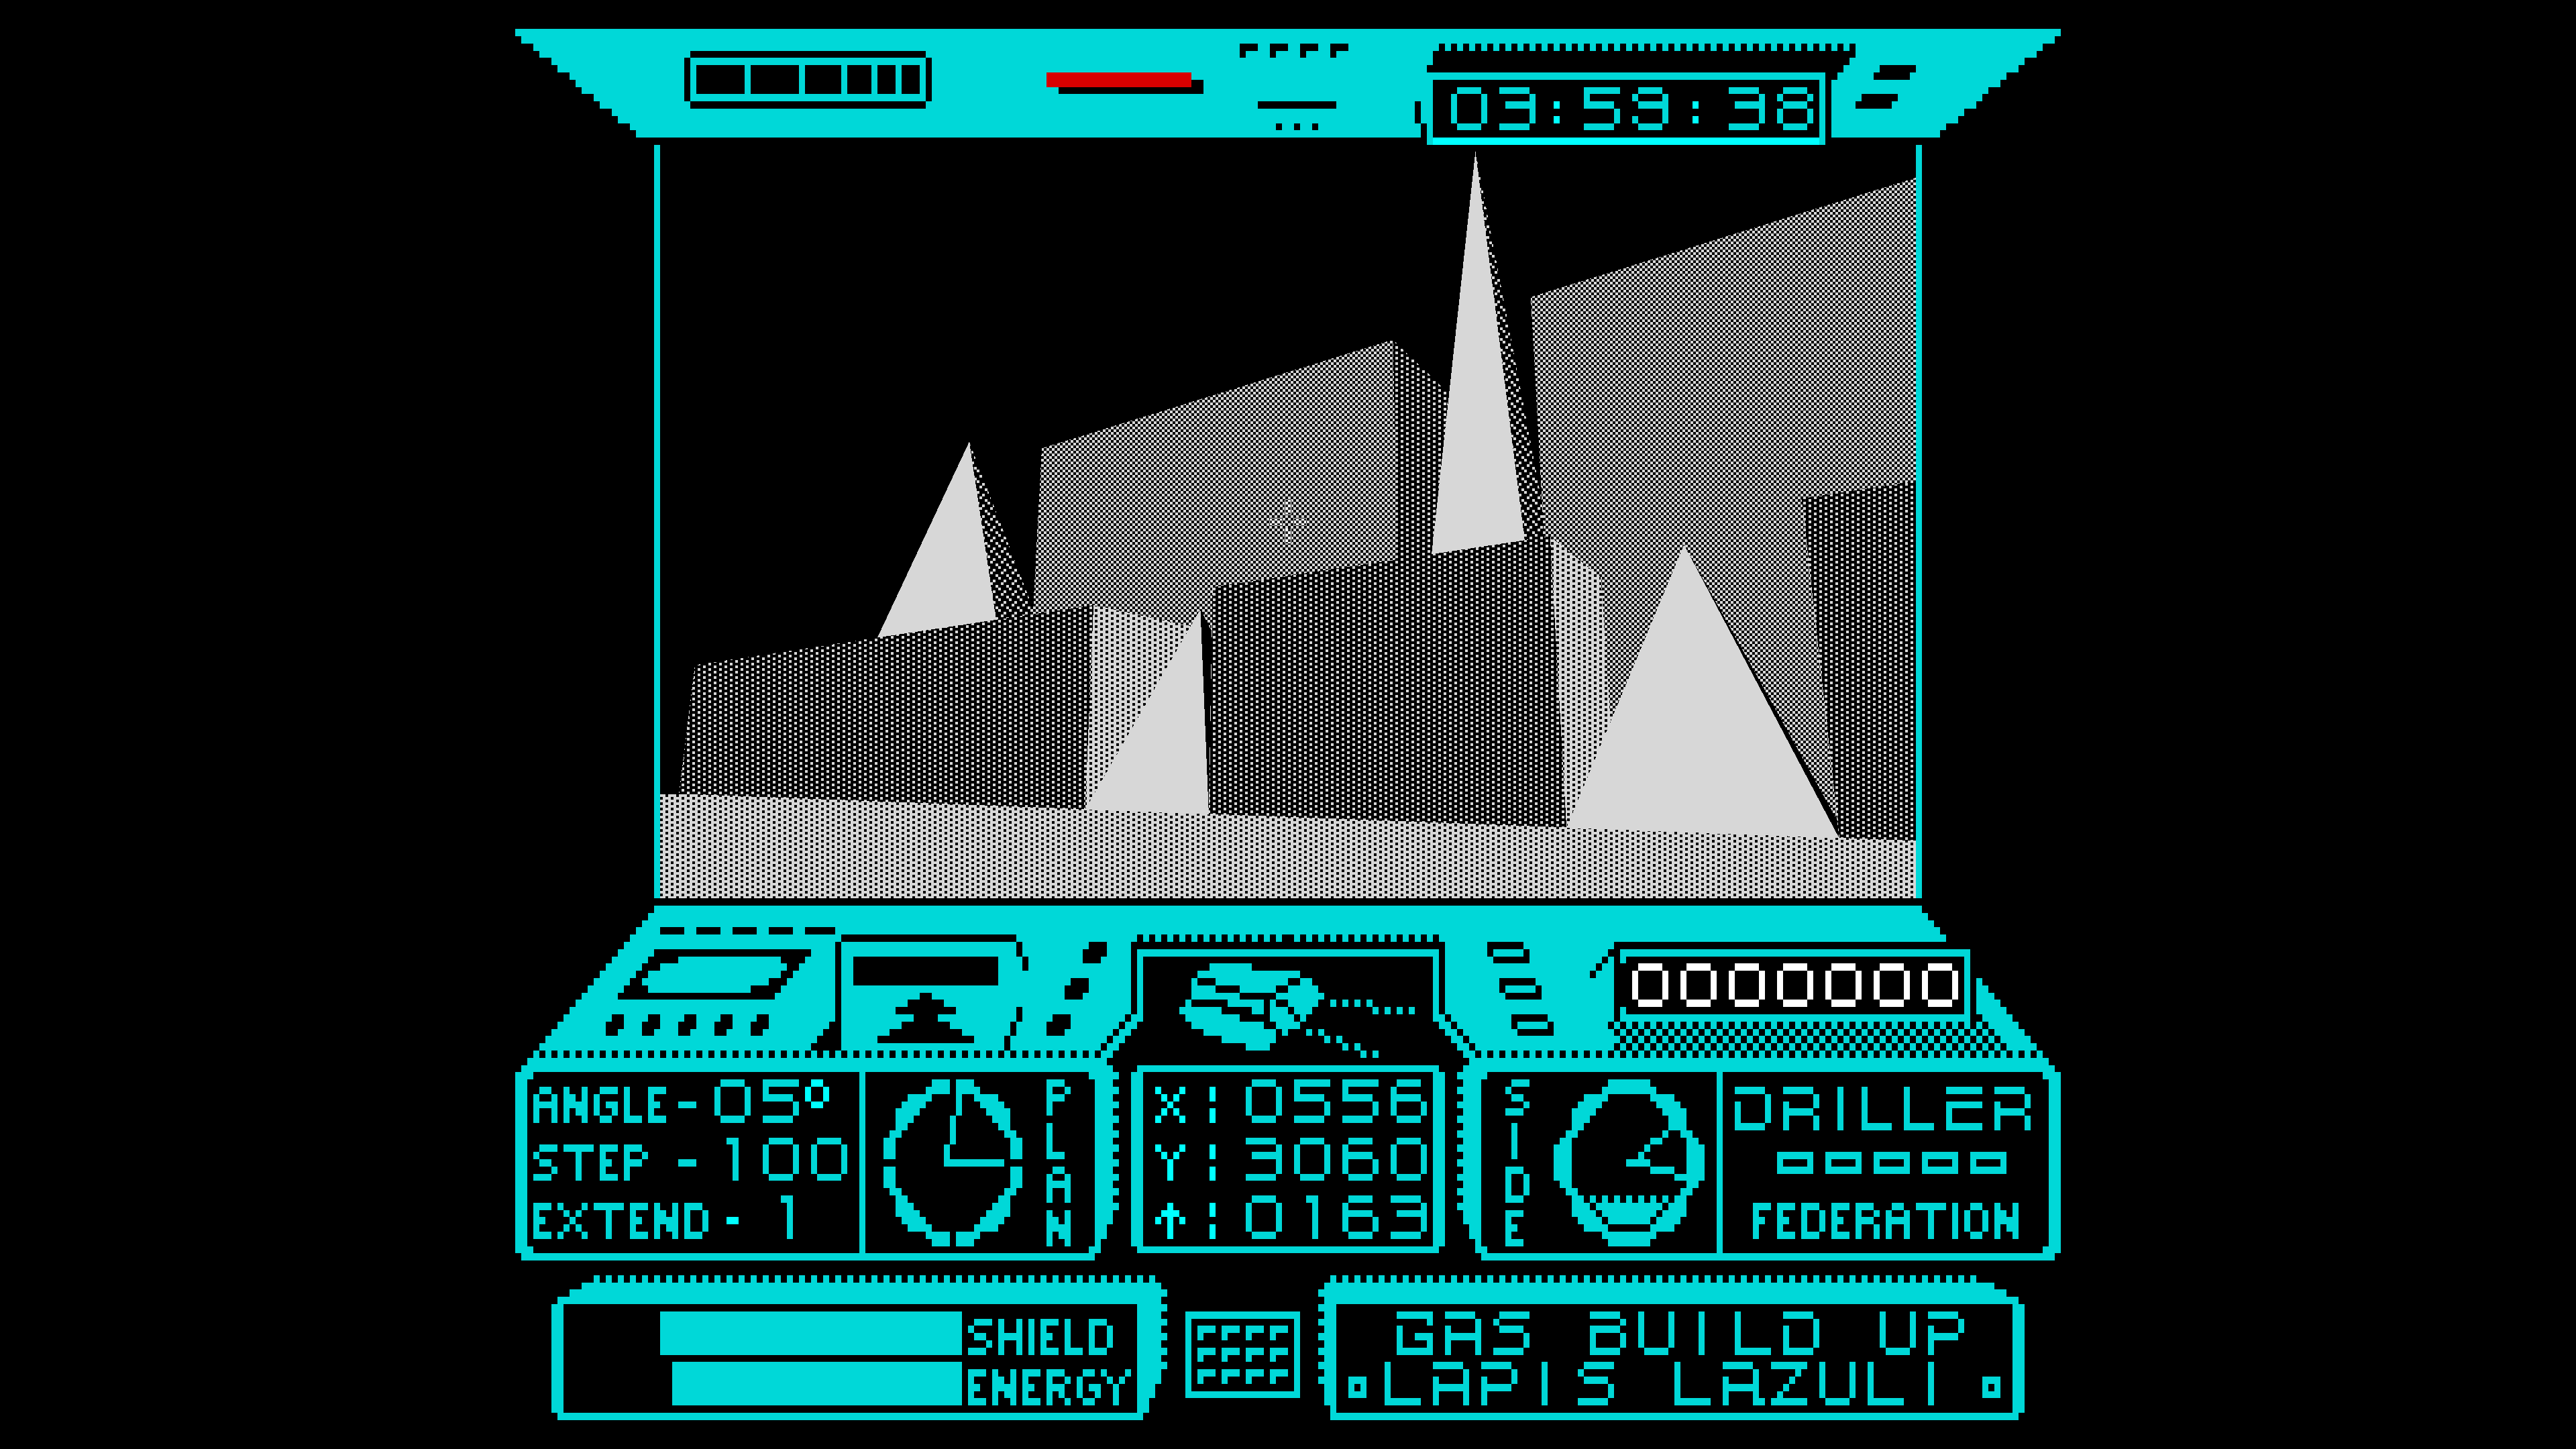 03:59:38
0000000
ANGLE-05°
STEP -100
EXTEND- 1
PLAN
X: 0556
Y: 3060
↑: 0163
SIDE
DRILLER
FEDERATION
SHIELD
ENERGY
GAS BUILD UP
LAPIS LAZULI